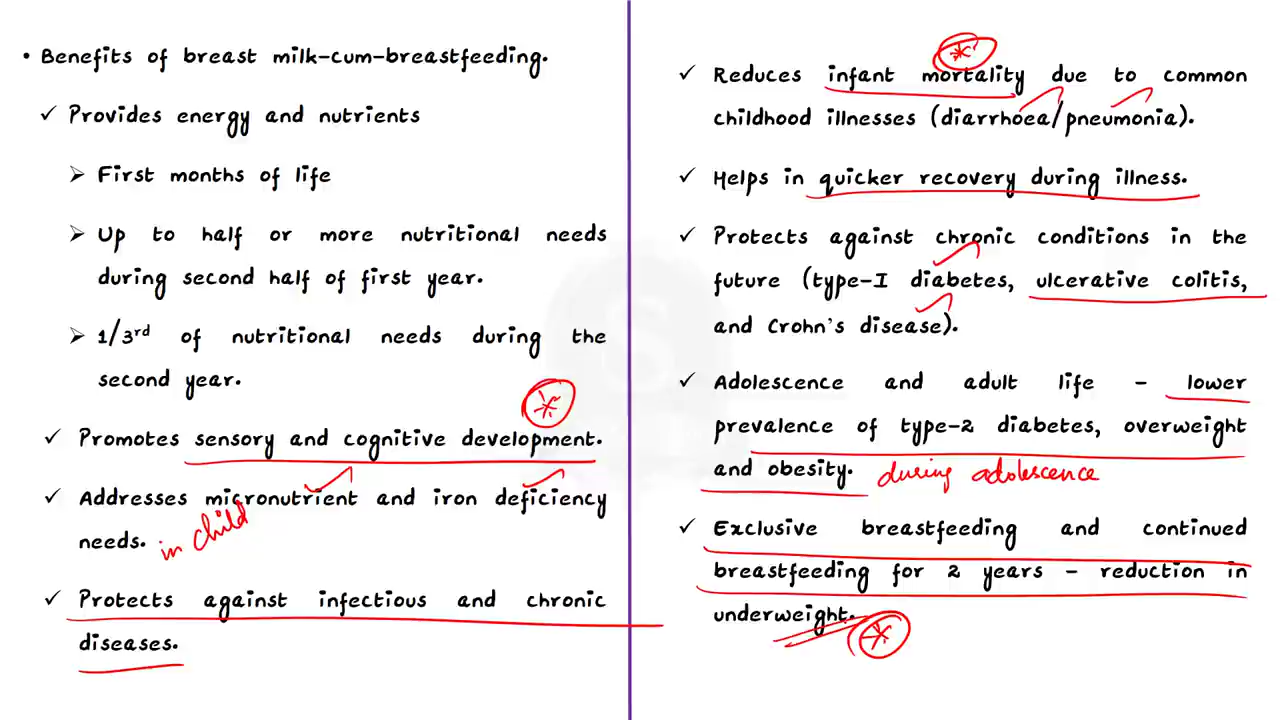 • Benefits of breast milk-cum-breastfeeding.
✓ Provides energy and nutrients
➢ First months of life
➢ Up to half or more nutritional needs
during second half of first year.
➢ 1/3rd of nutritional needs during the
second year.
✓ Promotes sensory and cognitive development.
✓ Addresses micronutrient and iron deficiency
needs. in child
✓ Protects against infectious and chronic
diseases.
✓ Reduces infant mortality due to common
childhood illnesses (diarrhoea/pneumonia).
✓ Helps in quicker recovery during illness.
✓ Protects against chronic conditions in the
future (type-I diabetes, ulcerative colitis,
and Crohn's disease).
✓ Adolescence and adult life - lower
prevalence of type-2 diabetes, overweight
and obesity. during adolescence
✓ Exclusive breastfeeding and continued
breastfeeding for 2 years - reduction in
underweight.